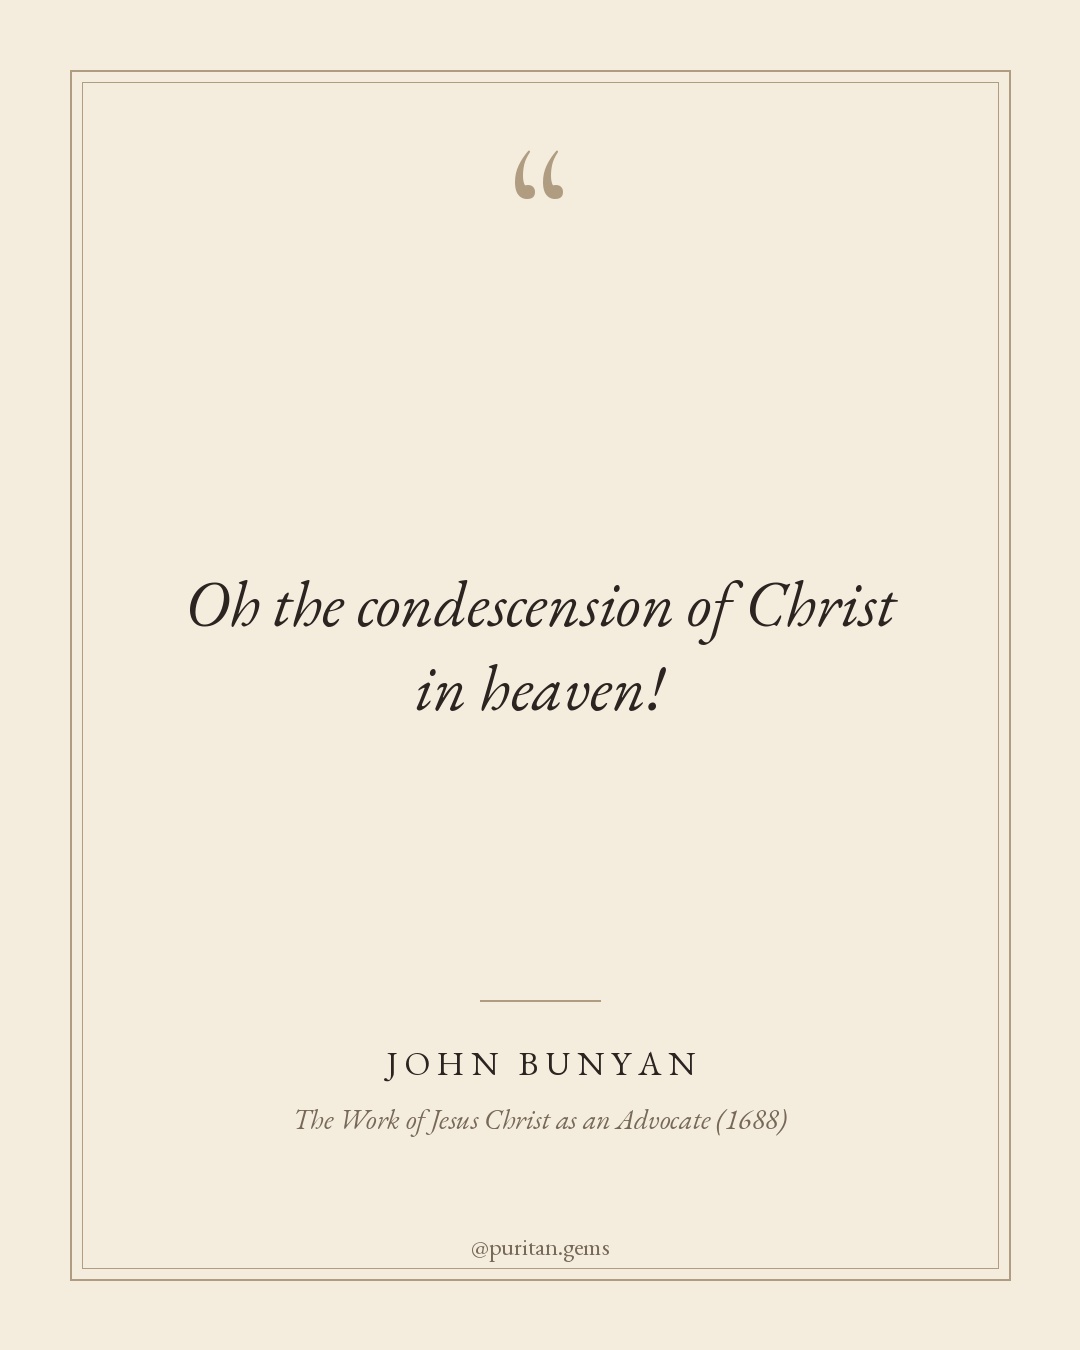 “
Oh the condescension of Christ
in heaven!
JOHN BUNYAN
The Work of Jesus Christ as an Advocate (1688)
@puritan.gems